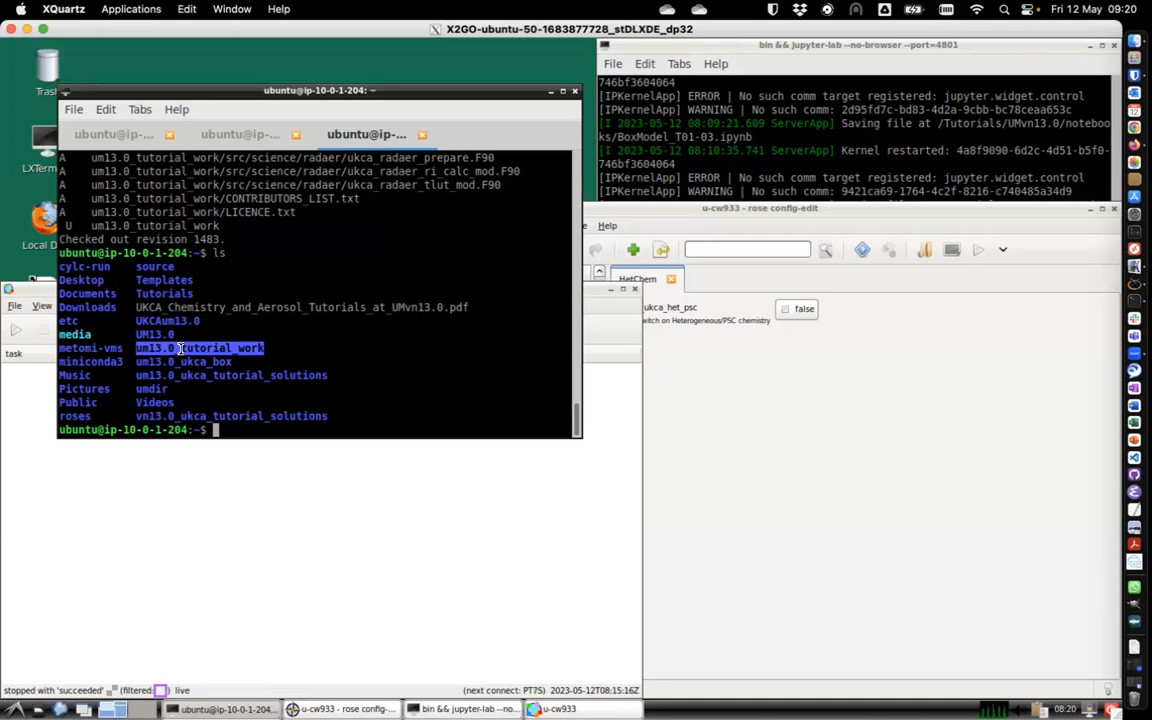 XQuartz Applications Edit Window Help
Fri 12 May 09:20
X2GO-ubuntu-50-1683877728_stDLXDE_dp32
Tras
LXTerm
Local D
ubuntu@ip-10-0-1-204: ~
File Edit Tabs Help
ubuntu@ip-... ubuntu@ip-... ubuntu@ip-...
A um13.0_tutorial_work/src/science/radaer/ukca_radaer_prepare.F90
A um13.0_tutorial_work/src/science/radaer/ukca_radaer_ri_calc_mod.F90
A um13.0_tutorial_work/src/science/radaer/ukca_radaer_tlut_mod.F90
A um13.0_tutorial_work/CONTRIBUTORS_LIST.txt
A um13.0_tutorial_work/LICENCE.txt
U um13.0_tutorial_work
Checked out revision 1483.
ubuntu@ip-10-0-1-204:~$ ls
cylc-run source
Desktop Templates
Documents Tutorials
Downloads UKCA_Chemistry_and_Aerosol_Tutorials_at_UMvn13.0.pdf
etc UKCAum13.0
media UM13.0
metomi-vms um13.0_tutorial_work
miniconda3 um13.0_ukca_box
Music um13.0_ukca_tutorial_solutions
Pictures umdir
Public Videos
roses vn13.0_ukca_tutorial_solutions
ubuntu@ip-10-0-1-204:~$
bin && jupyter-lab --no-browser --port=4801
File Edit Tabs Help
746bf3604064
[IPKernelApp] ERROR | No such comm target registered: jupyter.widget.control
[IPKernelApp] WARNING | No such comm: 2d95fd7c-bd83-4d2a-9cbb-bc78ceaa653c
[I 2023-05-12 08:09:21.609 ServerApp] Saving file at /Tutorials/UMvn13.0/notebo
ks/BoxModel_T01-03.ipynb
[I 2023-05-12 08:10:35.741 ServerApp] Kernel restarted: 4a8f9090-6d2c-4d51-b5f0-
746bf3604064
[IPKernelApp] ERROR | No such comm target registered: jupyter.widget.control
[IPKernelApp] WARNING | No such comm: 9421ca69-1764-4c2f-8216-c740485a34d9
u-cw933 - rose config-edit
Help
HetChem
ukca_het_psc
false
witch on Heterogeneous/PSC chemistry
File View
task
stopped with 'succeeded' (filtered: ) live
(next connect: PT7S) 2023-05-12T08:15:16Z
ubuntu@ip-10-0-1-204... u-cw933 - rose config-... bin && jupyter-lab --no... u-cw933
08:20